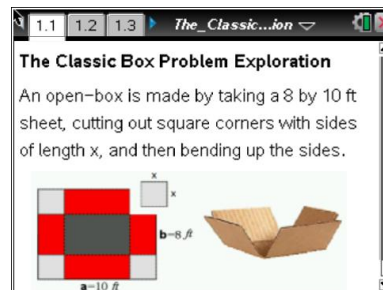 1.1 1.2 1.3 The_Classic...ion
The Classic Box Problem Exploration
An open-box is made by taking a 8 by 10 ft
sheet, cutting out square corners with sides
of length x, and then bending up the sides.
x
x
b=8 ft
a=10 ft